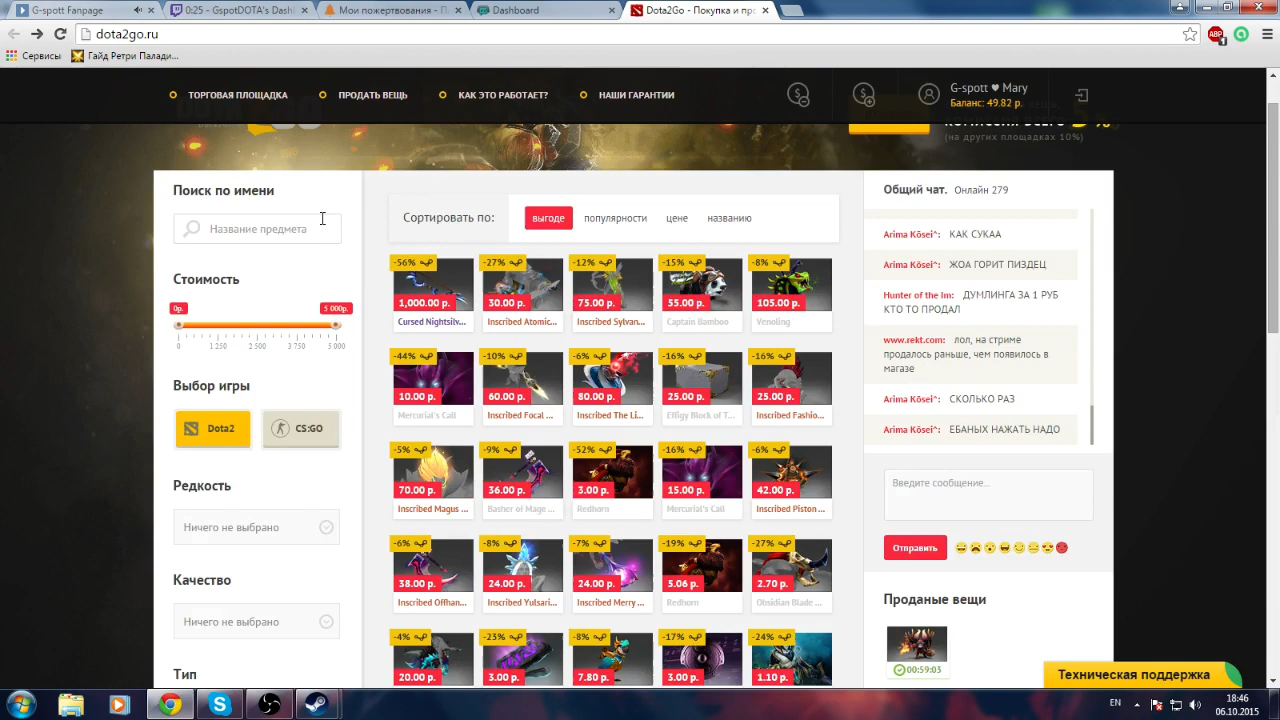 G-spott Fanpage
0:25 - GspotDOTA's Dashl
Мои пожертвования - Па
Dashboard
Dota2Go - Покупка и про
dota2go.ru
Сервисы
Гайд Ретри Палади...
ТОРГОВАЯ ПЛОЩАДКА
ПРОДАТЬ ВЕЩЬ
КАК ЭТО РАБОТАЕТ?
НАШИ ГАРАНТИИ
G-spott ♥ Mary
Баланс: 49.82 р.
(на других площадках 10%)
Поиск по имени
Название предмета
Стоимость
0р.
5 000р.
0 1 250 2 500 3 750 5 000
Выбор игры
Dota2
CS:GO
Редкость
Ничего не выбрано
Качество
Ничего не выбрано
Тип
Сортировать по:
выгоде
популярности
цене
названию
-56% -27% -12% -15% -8%
1,000.00 р. 30.00 р. 75.00 р. 55.00 р. 105.00 р.
Cursed Nightsilv... Inscribed Atomic... Inscribed Sylvan... Captain Bamboo Venoling
-44% -10% -6% -16% -16%
10.00 р. 60.00 р. 80.00 р. 25.00 р. 25.00 р.
Mercurial's Call Inscribed Focal ... Inscribed The Li... Effigy Block of T... Inscribed Fashio...
-5% -9% -52% -16% -6%
70.00 р. 36.00 р. 3.00 р. 15.00 р. 42.00 р.
Inscribed Magus ... Basher of Mage ... Redhorn Mercurial's Call Inscribed Piston ...
-6% -8% -7% -19% -27%
38.00 р. 24.00 р. 24.00 р. 5.06 р. 2.70 р.
Inscribed Offhan... Inscribed Yulsari... Inscribed Merry ... Redhorn Obsidian Blade ...
-4% -23% -8% -17% -24%
20.00 р. 3.00 р. 7.80 р. 3.00 р. 1.10 р.
Общий чат. Онлайн 279
Arima Kōsei^: КАК СУКАА
Arima Kōsei^: ЖОА ГОРИТ ПИЗДЕЦ
Hunter of the Im: ДУМЛИНГА ЗА 1 РУБ
КТО ТО ПРОДАЛ
www.rekt.com: лол, на стриме
продалось раньше, чем появилось в
магазе
Arima Kōsei^: СКОЛЬКО РАЗ
Arima Kōsei^: ЕБАНЫХ НАЖАТЬ НАДО
Введите сообщение...
Отправить
Проданые вещи
00:59:03
Техническая поддержка
EN
18:46
06.10.2015